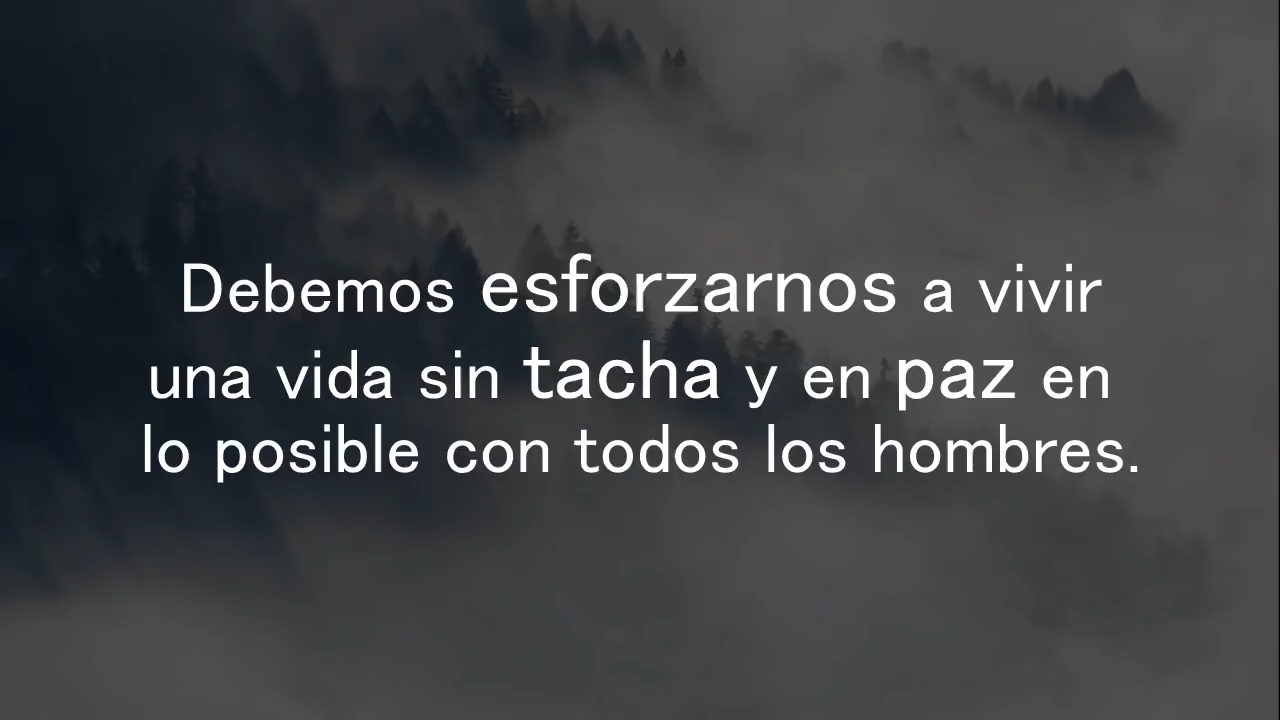 Debemos esforzarnos a vivir
una vida sin tacha y en paz en
lo posible con todos los hombres.